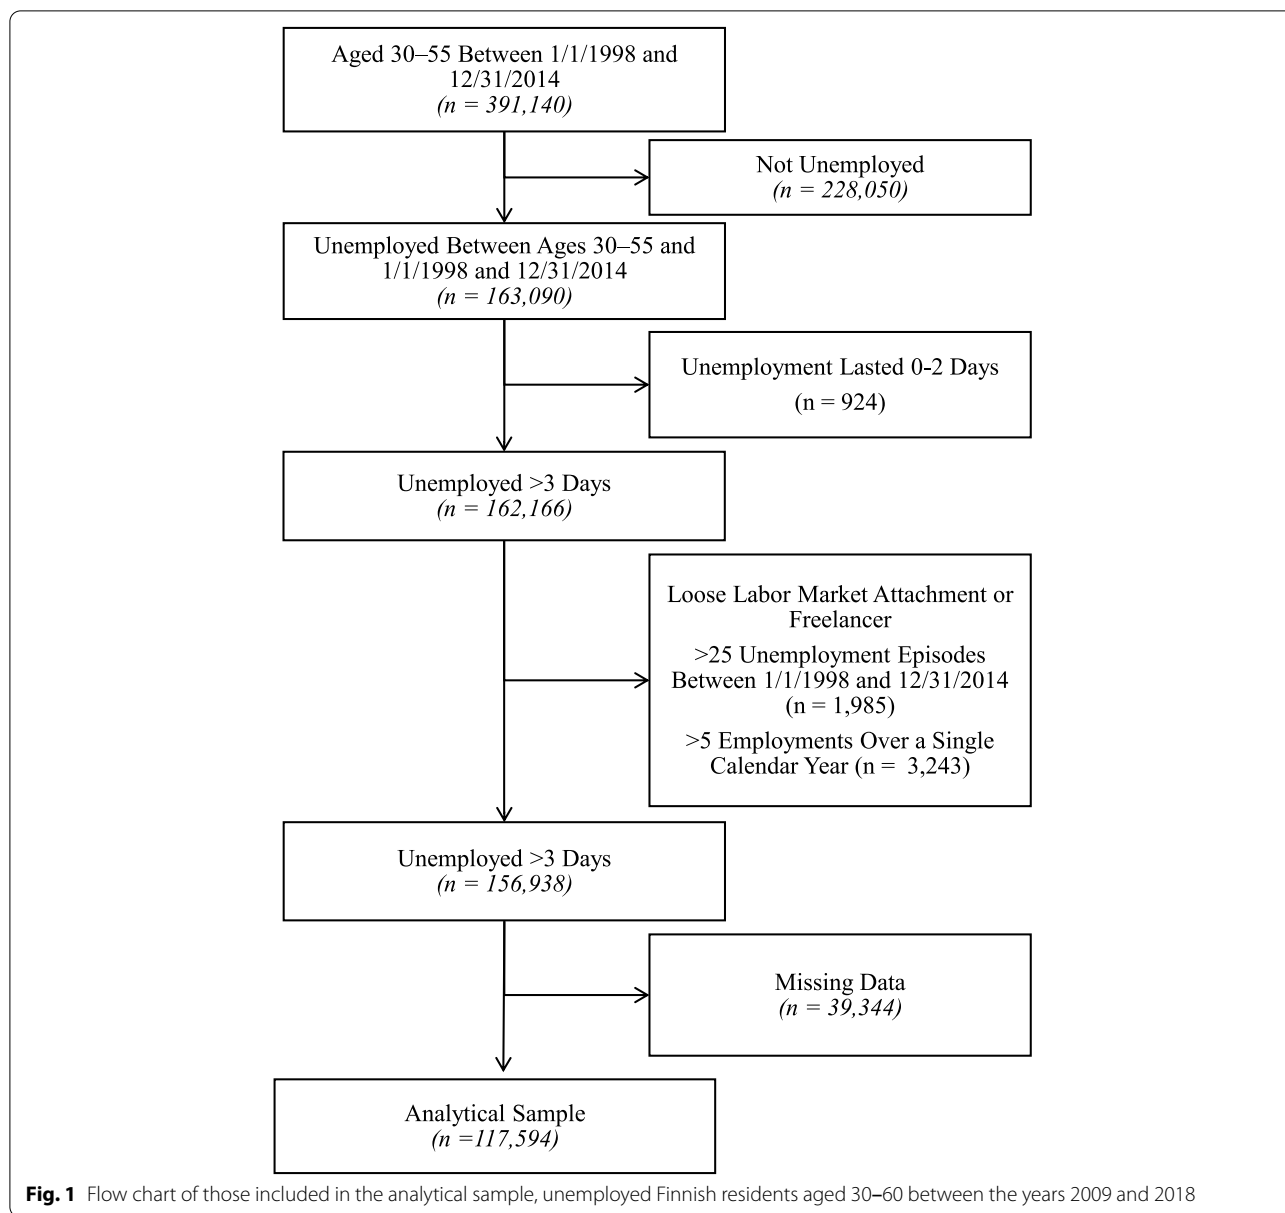 Aged 30–55 Between 1/1/1998 and
12/31/2014
(n = 391,140)
Not Unemployed
(n = 228,050)
Unemployed Between Ages 30–55 and
1/1/1998 and 12/31/2014
(n = 163,090)
Unemployment Lasted 0-2 Days
(n = 924)
Unemployed >3 Days
(n = 162,166)
Loose Labor Market Attachment or
Freelancer
>25 Unemployment Episodes
Between 1/1/1998 and 12/31/2014
(n = 1,985)
>5 Employments Over a Single
Calendar Year (n =  3,243)
Unemployed >3 Days
(n = 156,938)
Missing Data
(n = 39,344)
Analytical Sample
(n =117,594)
Fig. 1 Flow chart of those included in the analytical sample, unemployed Finnish residents aged 30–60 between the years 2009 and 2018